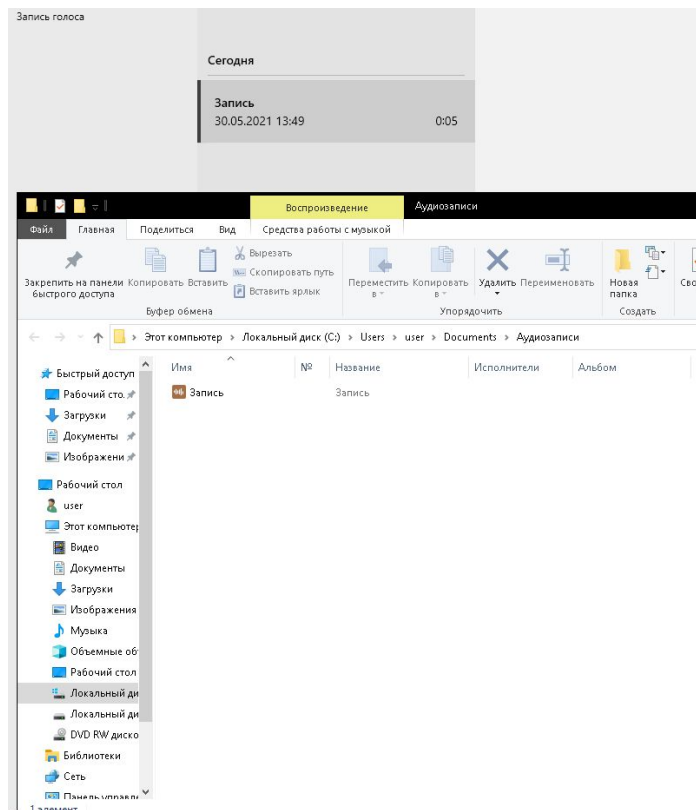 Запись голоса
Сегодня
Запись
30.05.2021 13:49 0:05
Воспроизведение Аудиозаписи
Файл Главная Поделиться Вид Средства работы с музыкой
Закрепить на панели быстрого доступа
Копировать Вставить
Вырезать
Скопировать путь
Вставить ярлык
Переместить в Копировать в Удалить Переименовать
Новая папка
Сво
Буфер обмена Упорядочить Создать
Этот компьютер › Локальный диск (C:) › Users › user › Documents › Аудиозаписи
Имя № Название Исполнители Альбом
Запись Запись
Быстрый доступ
Рабочий сто.
Загрузки
Документы
Изображени
Рабочий стол
user
Этот компьютер
Видео
Документы
Загрузки
Изображения
Музыка
Объемные об
Рабочий стол
Локальный ди
Локальный ди
DVD RW диско
Библиотеки
Сеть
Панель управл
1 элемент